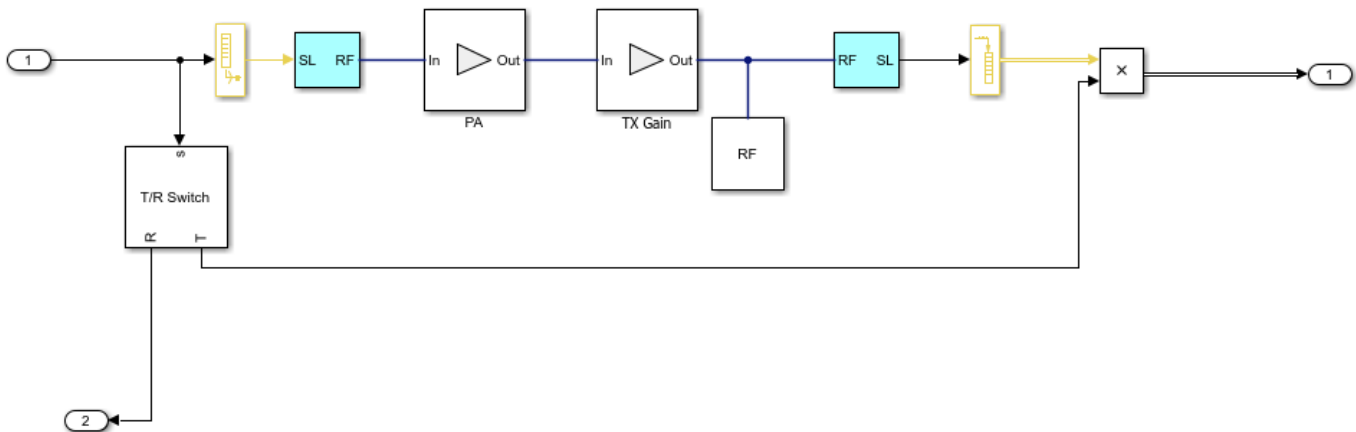 1
SL
RF
In
Out
PA
In
Out
TX Gain
RF
SL
×
1
RF
s
T/R Switch
R
T
2